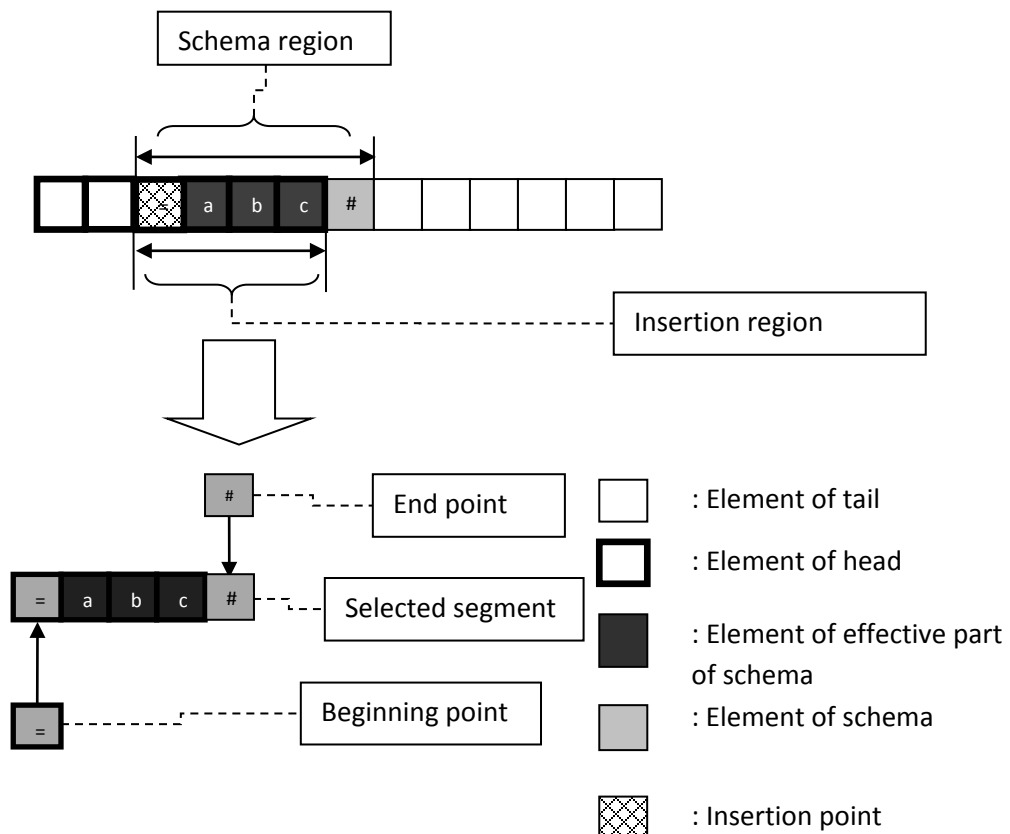 Schema region
= a b c #
Insertion region
#
End point
: Element of tail
: Element of head
= a b c #
Selected segment
: Element of effective part
of schema
=
Beginning point
: Element of schema
: Insertion point